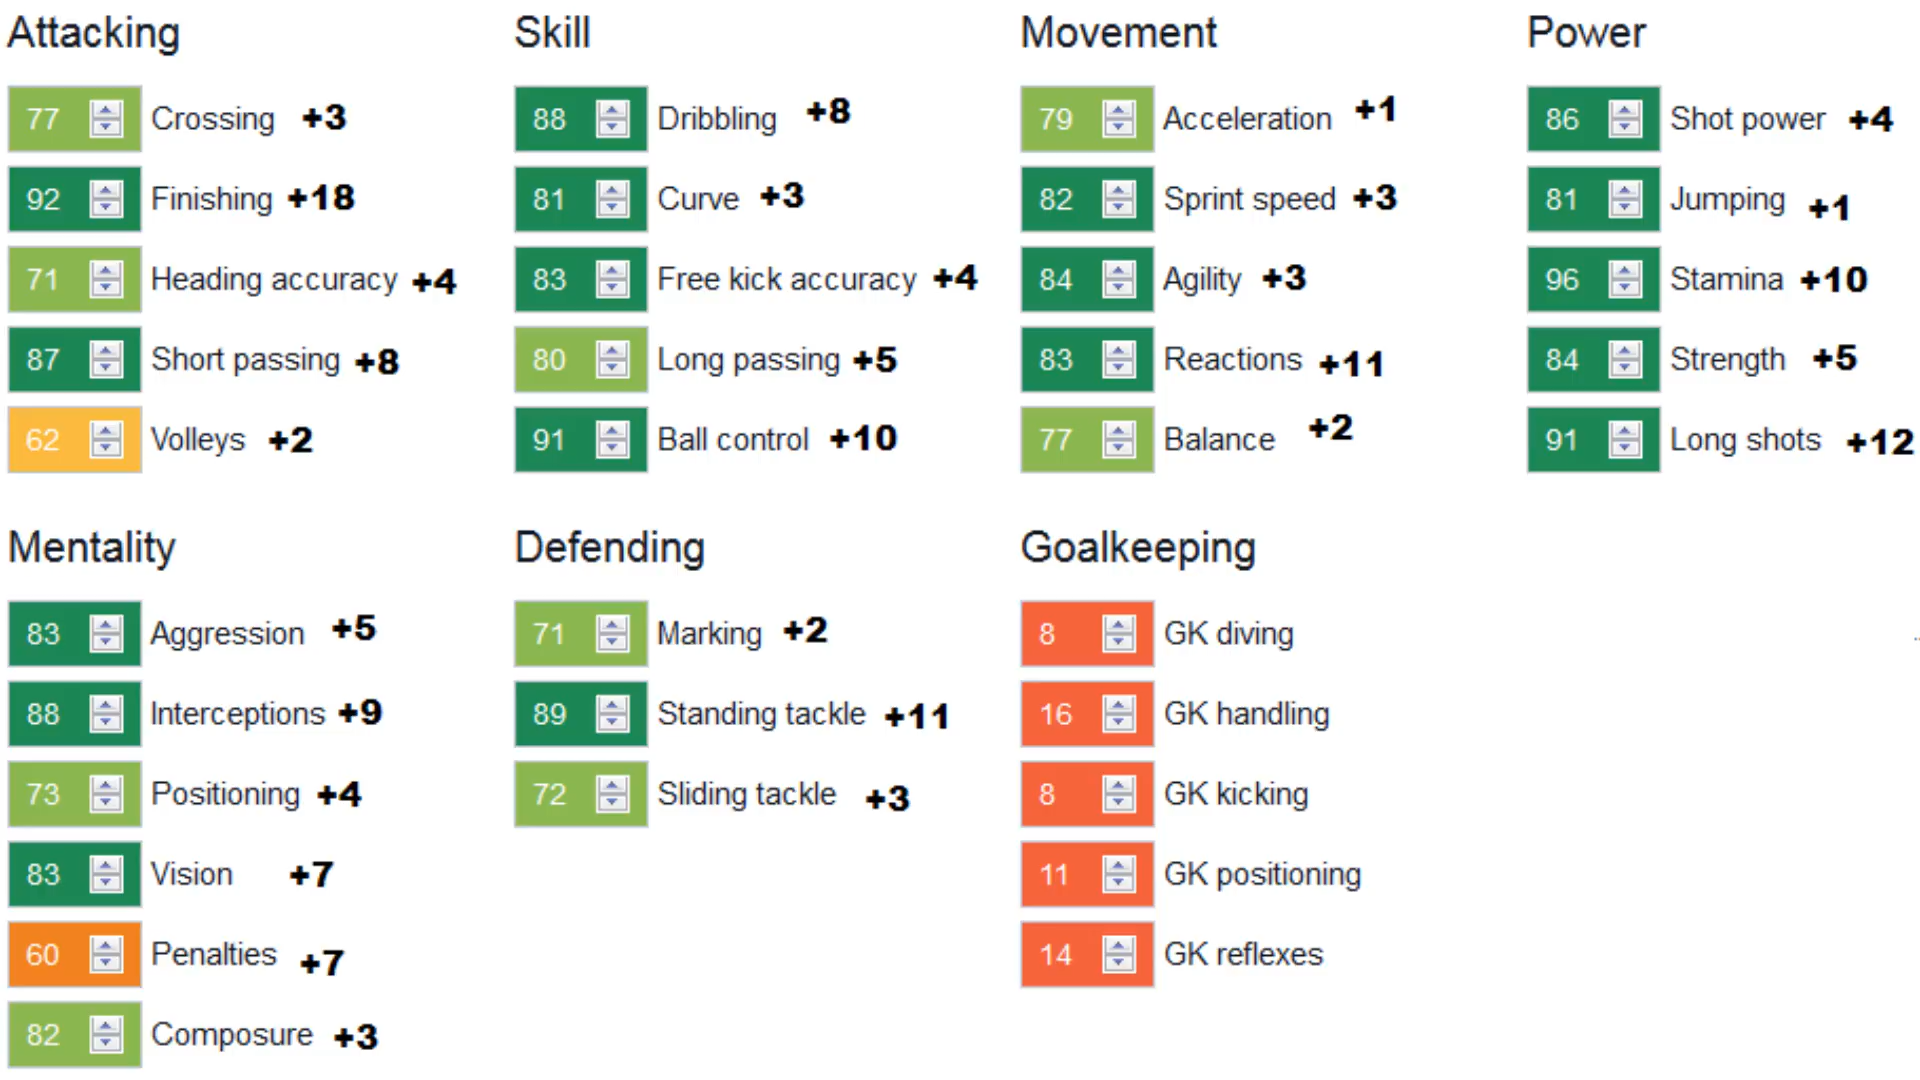 Attacking
77 Crossing +3
92 Finishing +18
71 Heading accuracy +4
87 Short passing +8
62 Volleys +2
Skill
88 Dribbling +8
81 Curve +3
83 Free kick accuracy +4
80 Long passing +5
91 Ball control +10
Movement
79 Acceleration +1
82 Sprint speed +3
84 Agility +3
83 Reactions +11
77 Balance +2
Power
86 Shot power +4
81 Jumping +1
96 Stamina +10
84 Strength +5
91 Long shots +12
Mentality
83 Aggression +5
88 Interceptions +9
73 Positioning +4
83 Vision +7
60 Penalties +7
82 Composure +3
Defending
71 Marking +2
89 Standing tackle +11
72 Sliding tackle +3
Goalkeeping
8 GK diving
16 GK handling
8 GK kicking
11 GK positioning
14 GK reflexes